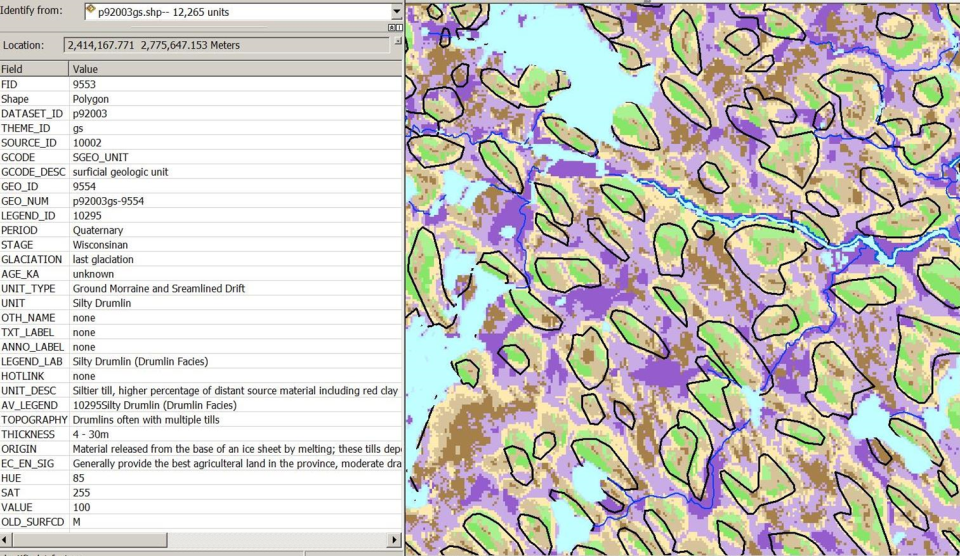 Identify from: p92003gs.shp-- 12,265 units
Location: 2,414,167.771 2,775,647.153 Meters
Field Value
FID 9553
Shape Polygon
DATASET_ID p92003
THEME_ID gs
SOURCE_ID 10002
GCODE SGEO_UNIT
GCODE_DESC surficial geologic unit
GEO_ID 9554
GEO_NUM p92003gs-9554
LEGEND_ID 10295
PERIOD Quaternary
STAGE Wisconsinan
GLACIATION last glaciation
AGE_KA unknown
UNIT_TYPE Ground Morraine and Sreamlined Drift
UNIT Silty Drumlin
OTH_NAME none
TXT_LABEL none
ANNO_LABEL none
LEGEND_LAB Silty Drumlin (Drumlin Facies)
HOTLINK none
UNIT_DESC Siltier till, higher percentage of distant source material including red clay
AV_LEGEND 10295Silty Drumlin (Drumlin Facies)
TOPOGRAPHY Drumlins often with multiple tills
THICKNESS 4 - 30m
ORIGIN Material released from the base of an ice sheet by melting; these tills dep
EC_EN_SIG Generally provide the best agricultural land in the province, moderate dra
HUE 85
SAT 255
VALUE 100
OLD_SURFCD M